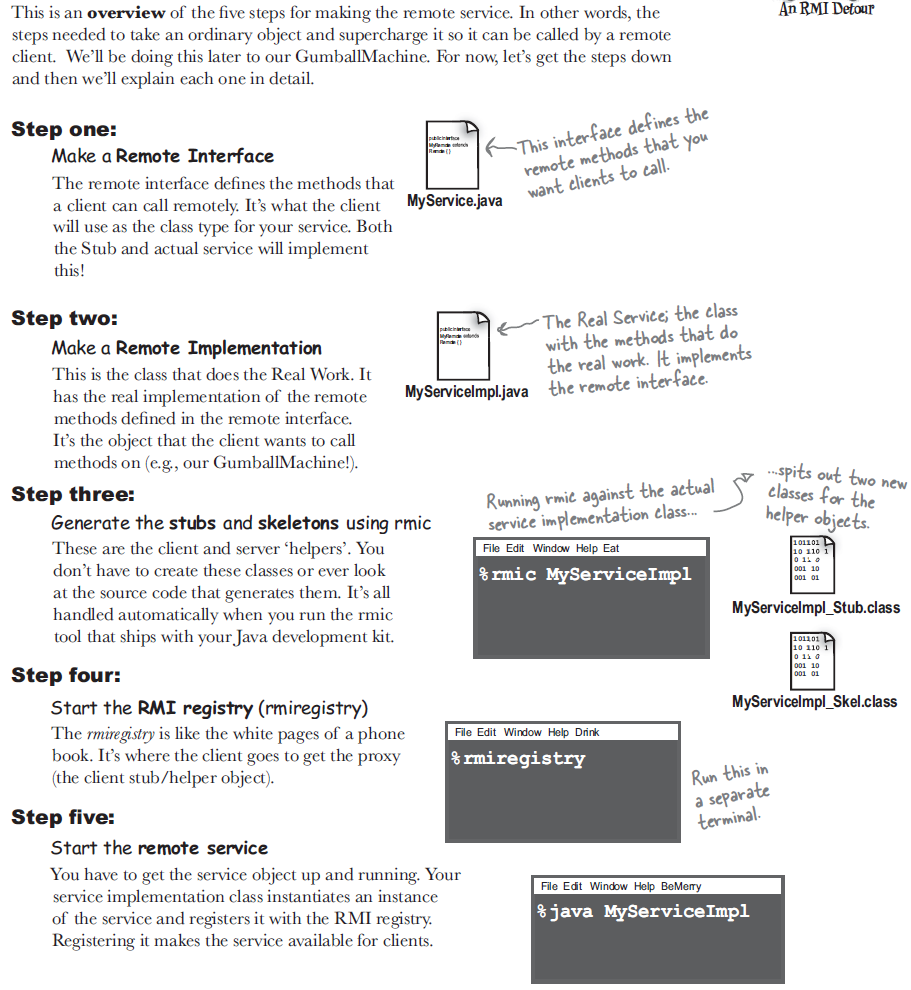 This is an overview of the five steps for making the remote service. In other words, the
steps needed to take an ordinary object and supercharge it so it can be called by a remote
client. We'll be doing this later to our GumballMachine. For now, let's get the steps down
and then we'll explain each one in detail.
An RMI Detour
Step one:
Make a Remote Interface
The remote interface defines the methods that
a client can call remotely. It's what the client
will use as the class type for your service. Both
the Stub and actual service will implement
this!
public interface
MyRemote extends
Remote { }
MyService.java
This interface defines the
remote methods that you
want clients to call.
Step two:
Make a Remote Implementation
This is the class that does the Real Work. It
has the real implementation of the remote
methods defined in the remote interface.
It's the object that the client wants to call
methods on (e.g., our GumballMachine!).
public interface
MyRemote extends
Remote { }
MyServiceImpl.java
The Real Service; the class
with the methods that do
the real work. It implements
the remote interface.
Step three:
Generate the stubs and skeletons using rmic
These are the client and server 'helpers'. You
don't have to create these classes or ever look
at the source code that generates them. It's all
handled automatically when you run the rmic
tool that ships with your Java development kit.
Running rmic against the actual
service implementation class...
...spits out two new
classes for the
helper objects.
File Edit Window Help Eat
%rmic MyServiceImpl
101101
10 110 1
0 11 0
001 10
001 01
MyServiceImpl_Stub.class
101101
10 110 1
0 11 0
001 10
001 01
MyServiceImpl_Skel.class
Step four:
Start the RMI registry (rmiregistry)
The rmiregistry is like the white pages of a phone
book. It's where the client goes to get the proxy
(the client stub/helper object).
File Edit Window Help Drink
%rmiregistry
Run this in
a separate
terminal.
Step five:
Start the remote service
You have to get the service object up and running. Your
service implementation class instantiates an instance
of the service and registers it with the RMI registry.
Registering it makes the service available for clients.
File Edit Window Help BeMerry
%java MyServiceImpl